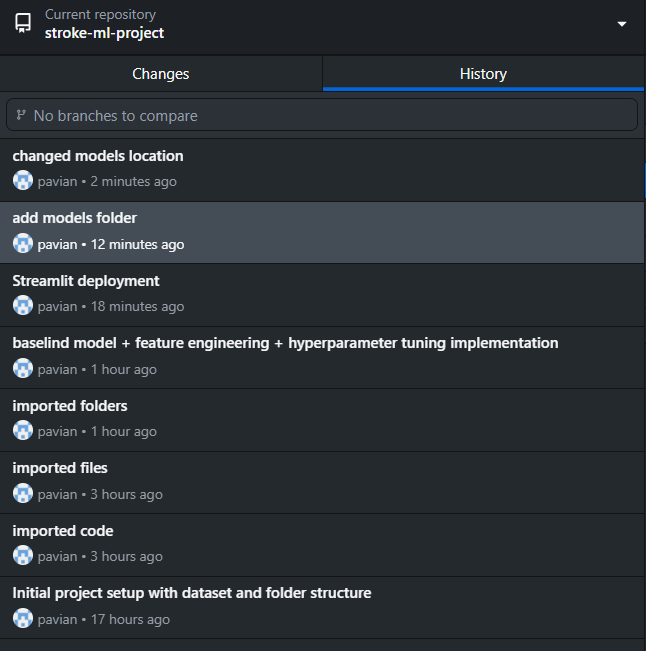 Current repository
stroke-ml-project
Changes
History
No branches to compare
changed models location
pavian • 2 minutes ago
add models folder
pavian • 12 minutes ago
Streamlit deployment
pavian • 18 minutes ago
baselind model + feature engineering + hyperparameter tuning implementation
pavian • 1 hour ago
imported folders
pavian • 1 hour ago
imported files
pavian • 3 hours ago
imported code
pavian • 3 hours ago
Initial project setup with dataset and folder structure
pavian • 17 hours ago